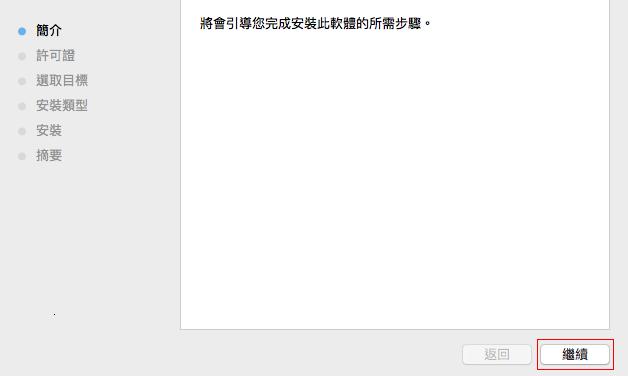 將會引導您完成安裝此軟體的所需步驟。
簡介
許可證
選取目標
安裝類型
安裝
摘要
返回
繼續